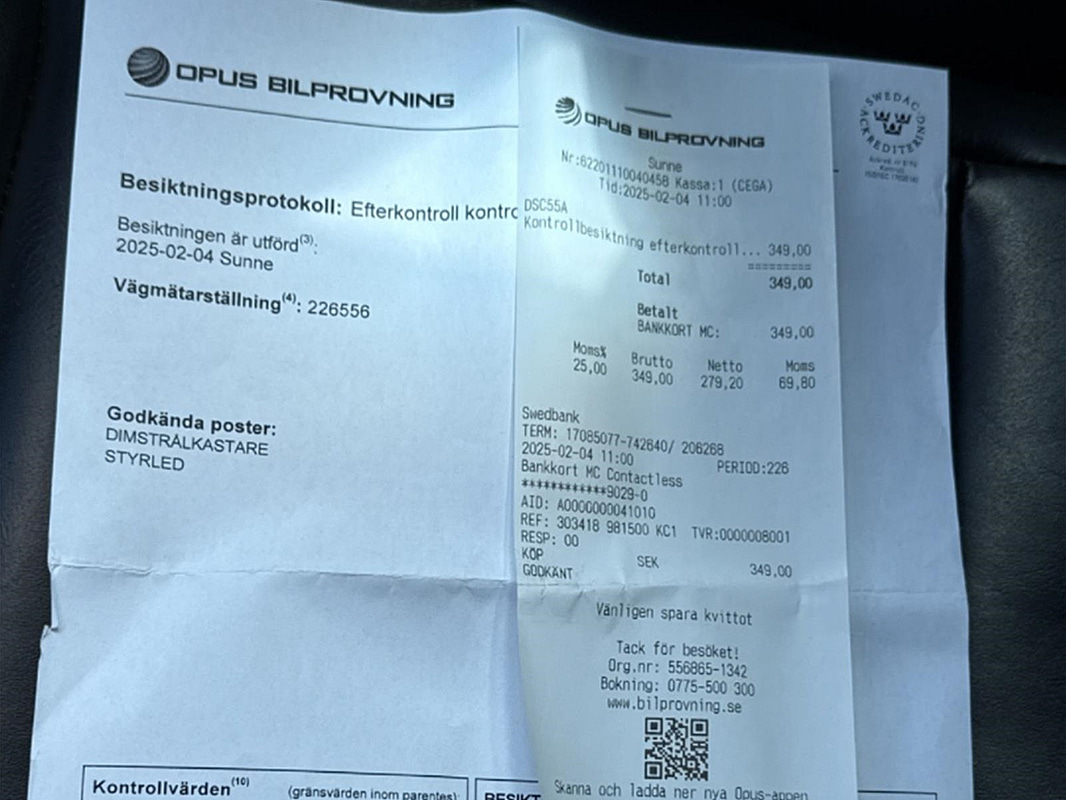 OPUS BILPROVNING
Besiktningsprotokoll: Efterkontroll kontro
Besiktningen är utförd(3):
2025-02-04 Sunne
Vägmätarställning(4): 226556
Godkända poster:
DIMSTRÅLKASTARE
STYRLED
Kontrollvärden(10) (gränsvärden inom parentes):
BESIKT
OPUS BILPROVNING
Sunne
Nr:62201110040458 Kassa:1 (CEGA)
Tid:2025-02-04 11:00
DSC55A
Kontrollbesiktning efterkontroll... 349,00
=========
Total 349,00
Betalt
BANKKORT MC: 349,00
Moms% Brutto Netto Moms
25,00 349,00 279,20 69,80
Swedbank
TERM: 17085077-742640/ 206268
2025-02-04 11:00 PERIOD:226
Bankkort MC Contactless
************9029-0
AID: A0000000041010
REF: 303418 981500 KC1 TVR:0000008001
RESP: 00
KÖP SEK 349,00
GODKÄNT
Vänligen spara kvittot
Tack för besöket!
Org.nr: 556865-1342
Bokning: 0775-500 300
www.bilprovning.se
Skanna och ladda ner nya Opus-appen
SWEDAC
ACKREDITERING